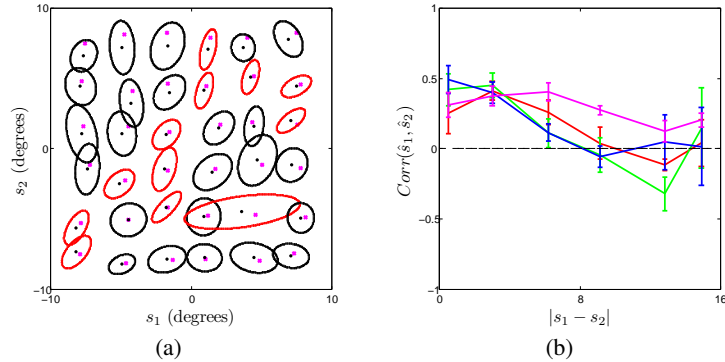 10
0
−10
−10
0
10
s₂ (degrees)
s₁ (degrees)
(a)
1
0.5
0
−0.5
−1
0
8
16
Corr(ŝ₁, ŝ₂)
|s₁ − s₂|
(b)